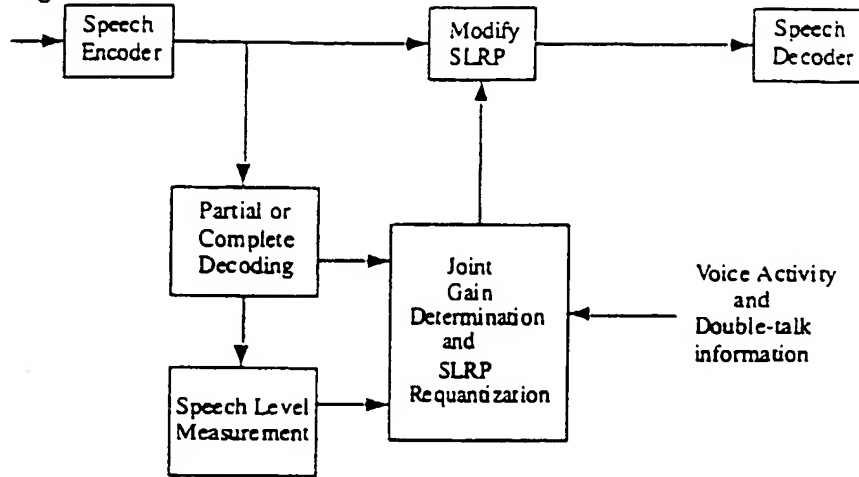 Speech
Encoder
Modify
SLRP
Speech
Decoder
Partial or
Complete
Decoding
Joint
Gain
Determination
and
SLRP
Requantization
Voice Activity
and
Double-talk
information
Speech Level
Measurement